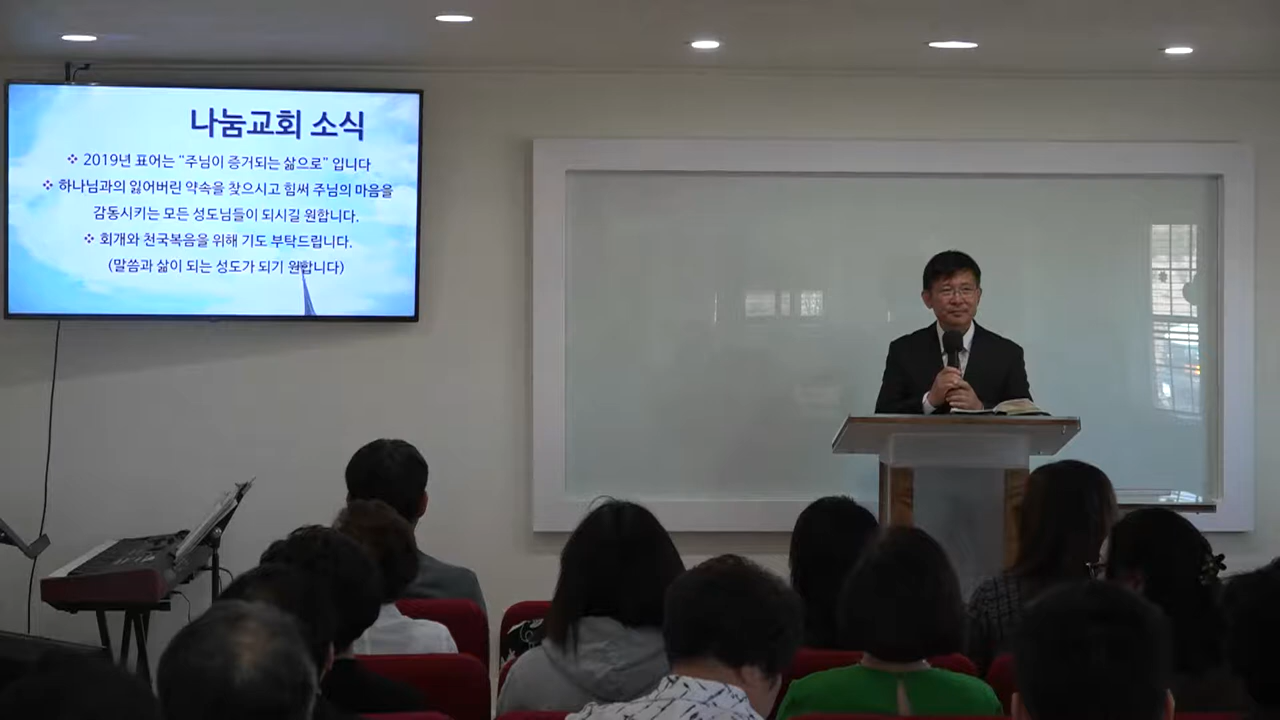 나눔교회 소식
❖ 2019년 표어는 "주님이 증거되는 삶으로" 입니다
❖ 하나님과의 잃어버린 약속을 찾으시고 힘써 주님의 마음을
감동시키는 모든 성도님들이 되시길 원합니다.
❖ 회개와 천국복음을 위해 기도 부탁드립니다.
(말씀과 삶이 되는 성도가 되기 원합니다)